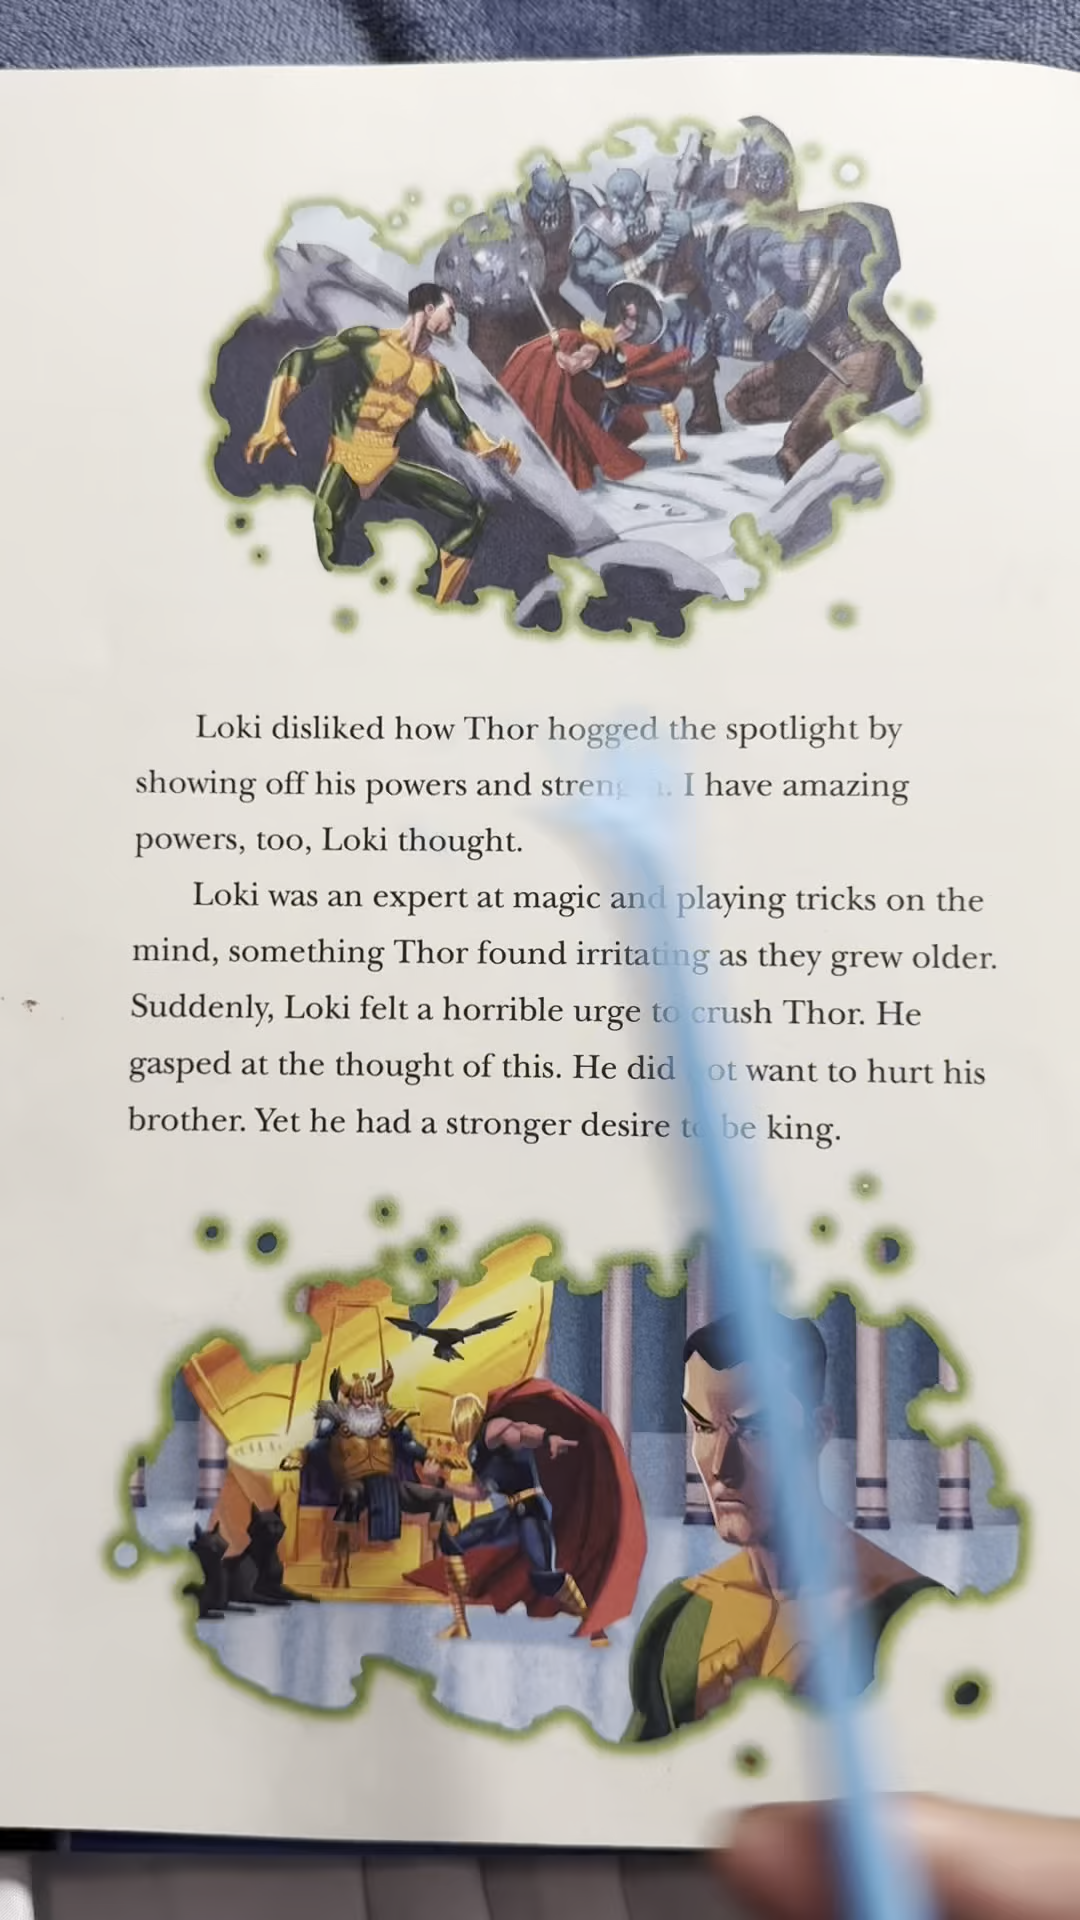 Loki disliked how Thor hogged the spotlight by
showing off his powers and I have amazing
powers, too, Loki thought.
Loki was an expert at magic and playing tricks on the
mind, something Thor found irritating as they grew older.
Suddenly, Loki felt a horrible urge to crush Thor. He
gasped at the thought of this. He did not want to hurt his
brother. Yet he had a stronger desire to be king.